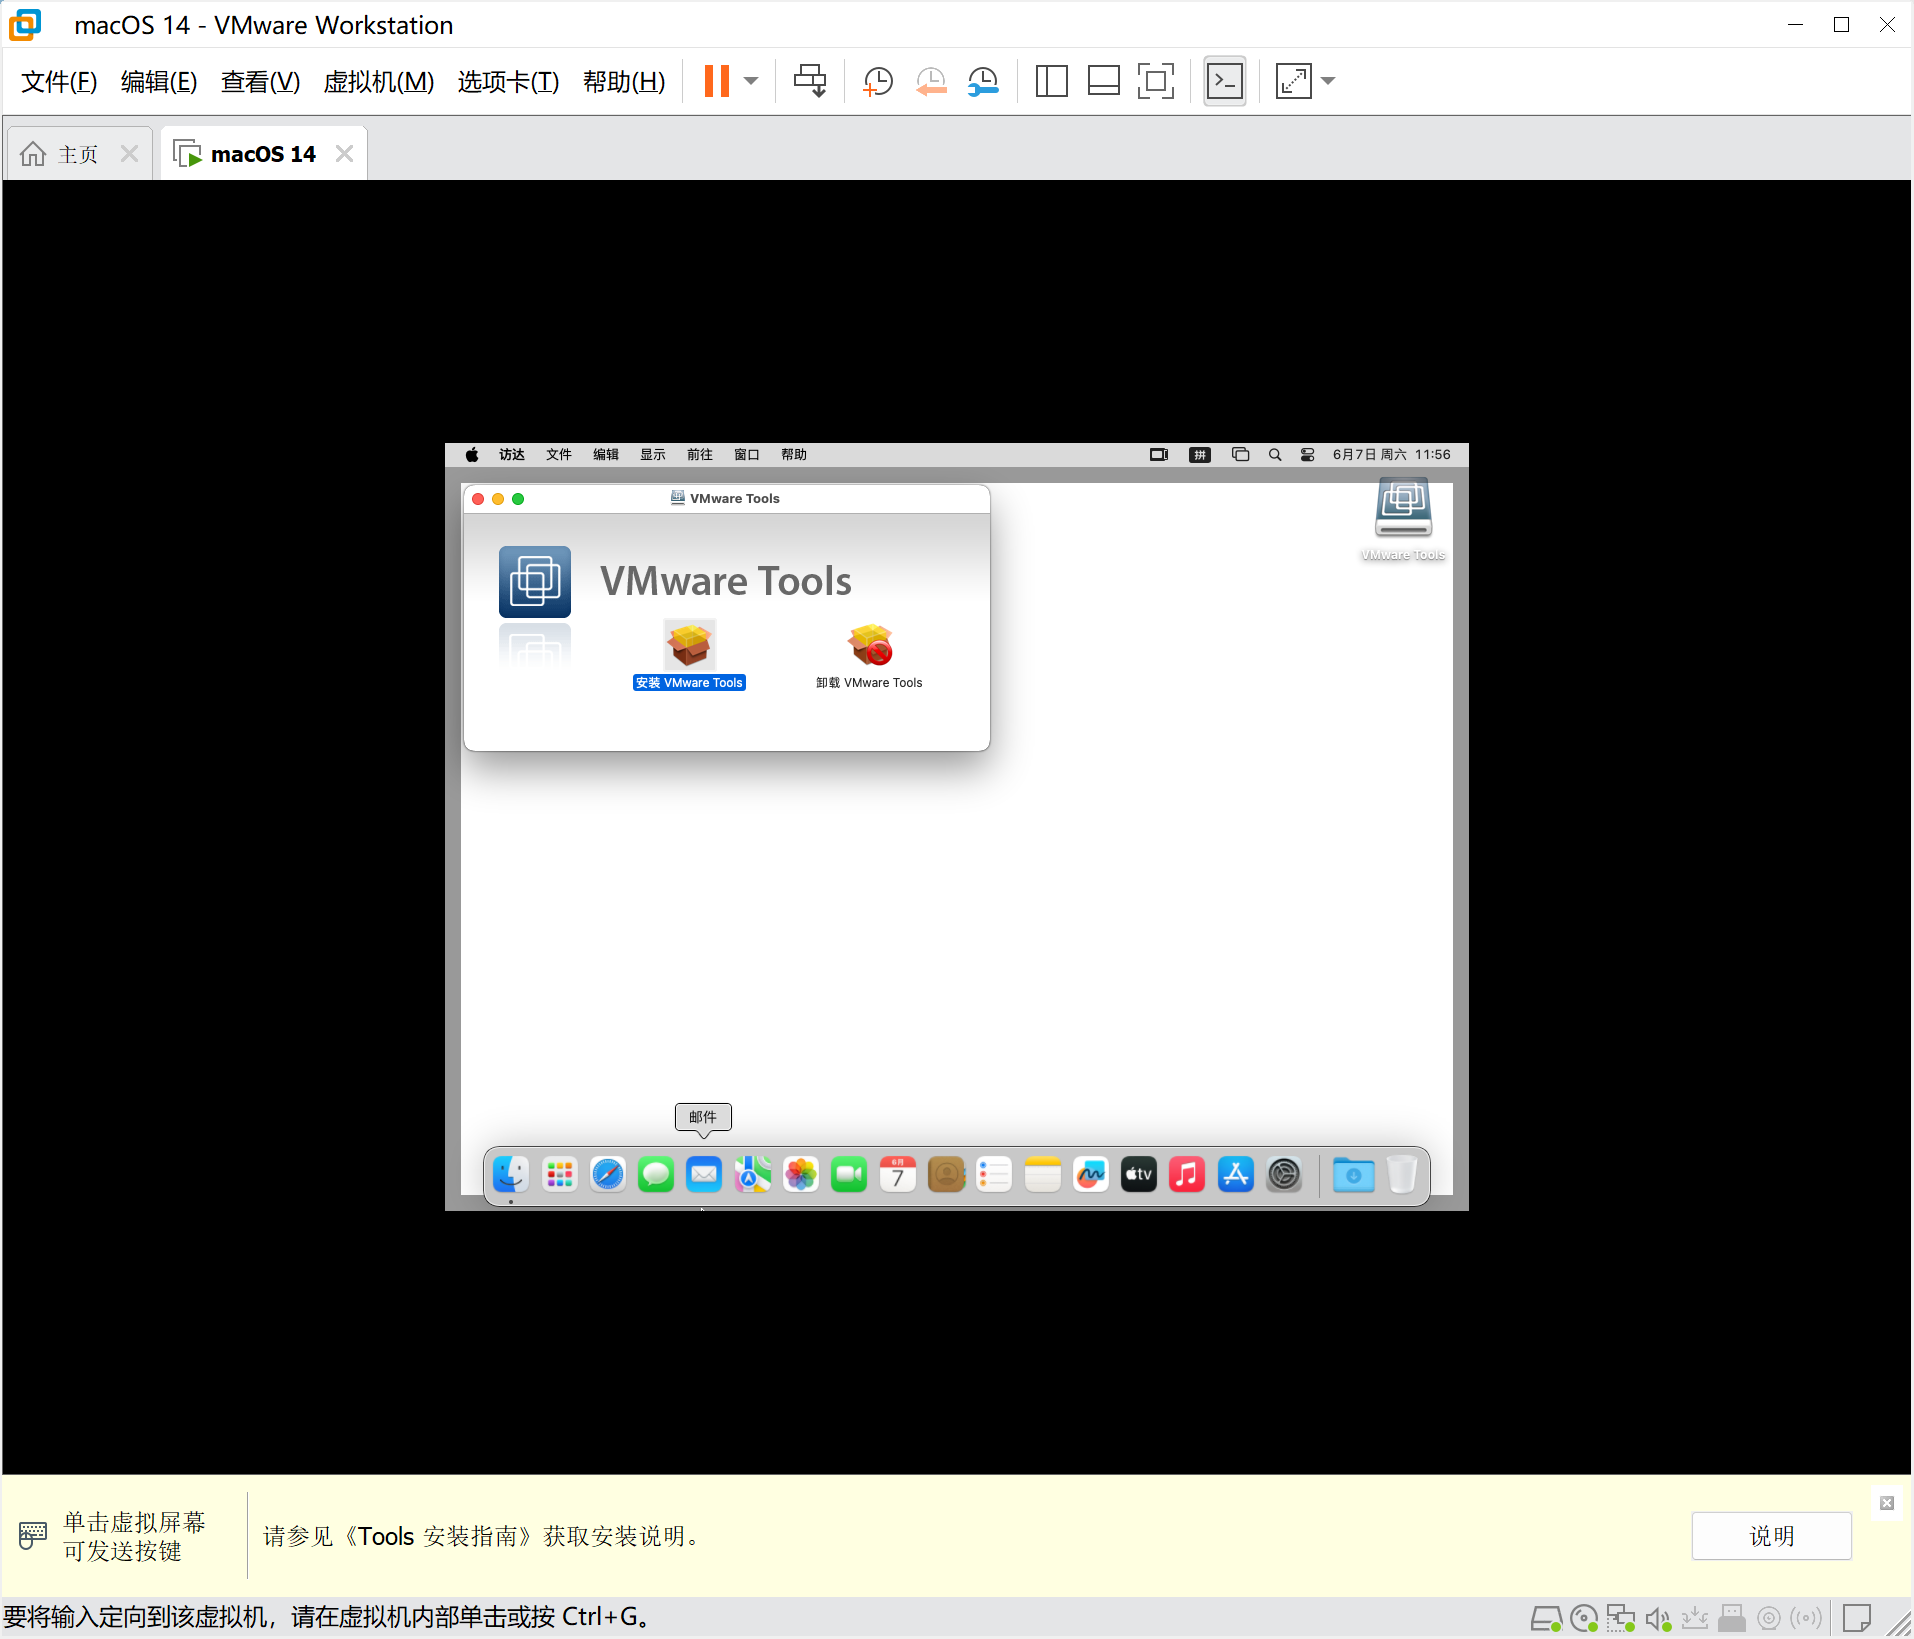 macOS 14 - VMware Workstation
文件(F) 编辑(E) 查看(V) 虚拟机(M) 选项卡(T) 帮助(H)
主页 macOS 14
访达 文件 编辑 显示 前往 窗口 帮助 拼 6月7日 周六 11:56
VMware Tools
VMware Tools
VMware Tools
安装 VMware Tools 卸载 VMware Tools
邮件
6月
7
tv
单击虚拟屏幕
可发送按键
请参见《Tools 安装指南》获取安装说明。
说明
要将输入定向到该虚拟机，请在虚拟机内部单击或按 Ctrl+G。